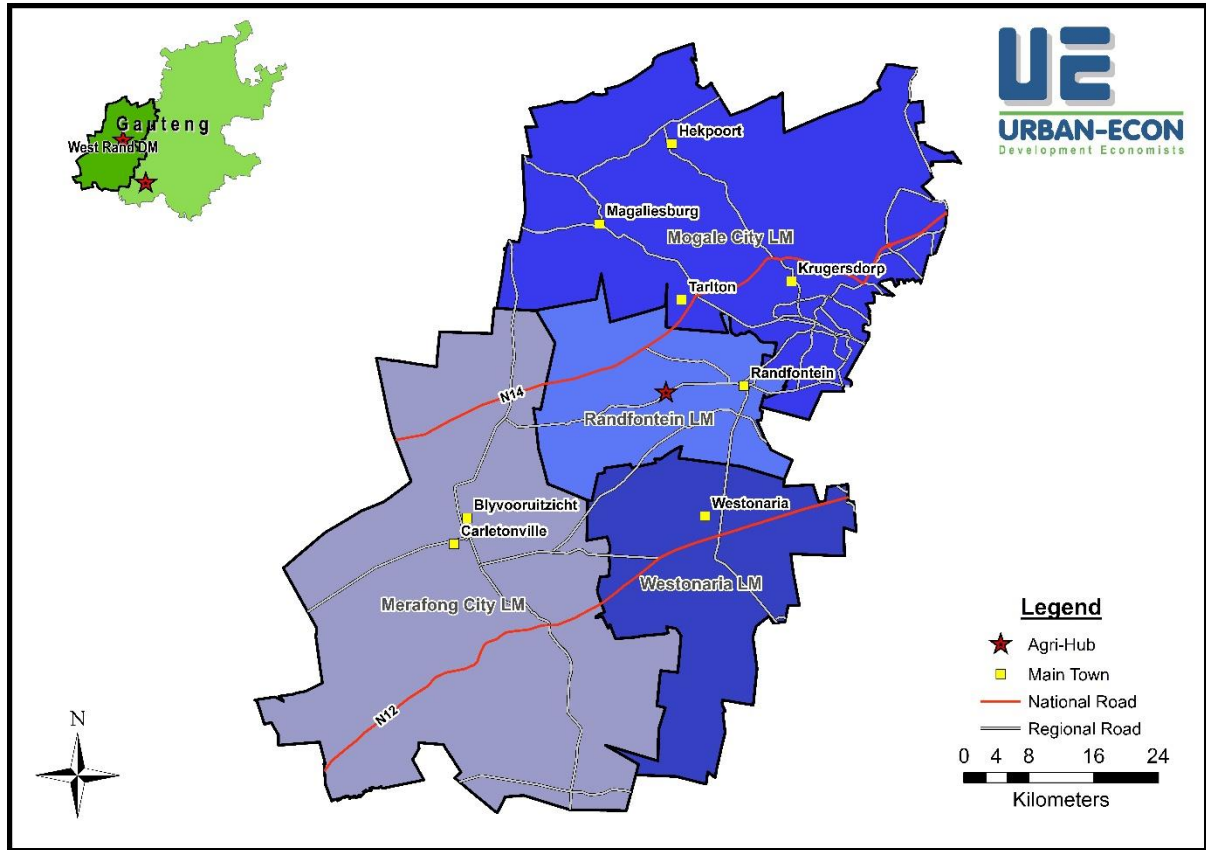 Gauteng
West Rand DM
UE
URBAN-ECON
Development Economists
Hekpoort
Magaliesburg
Mogale City LM
Krugersdorp
Tarlton
Randfontein
N14
Randfontein LM
Blyvooruitzicht
Westonaria
Carletonville
Westonaria LM
Merafong City LM
N12
N
Legend
Agri-Hub
Main Town
National Road
Regional Road
0 4 8 16 24
Kilometers